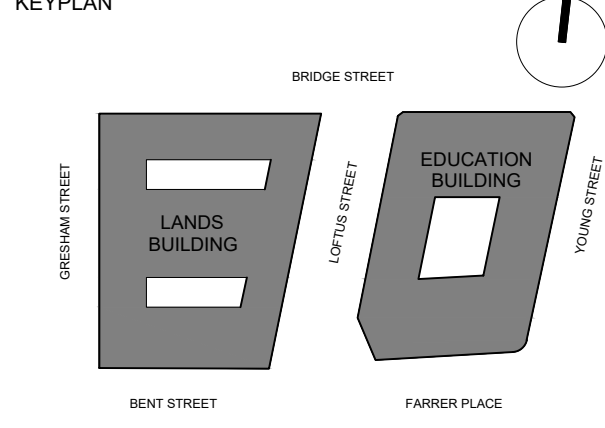 KEYPLAN
BRIDGE STREET
GRESHAM STREET
LANDS
BUILDING
LOFTUS STREET
EDUCATION
BUILDING
YOUNG STREET
BENT STREET
FARRER PLACE